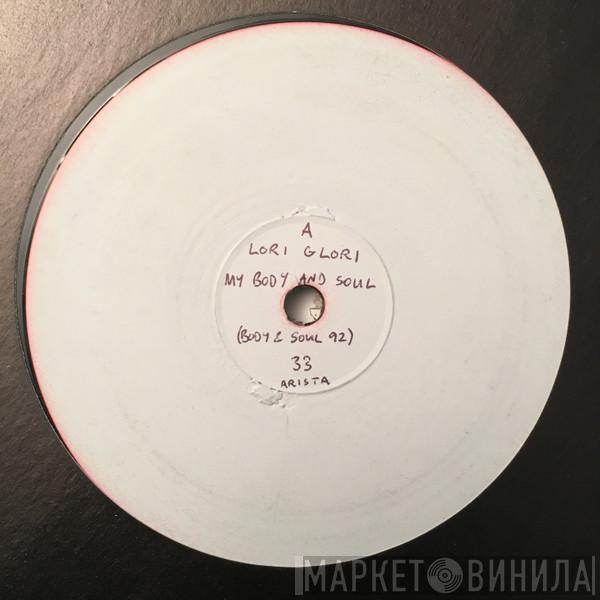 A
LORI GLORI
MY BODY AND SOUL
(BODY & SOUL 92)
33
ARISTA
МАРКЕТ ВИНИЛА